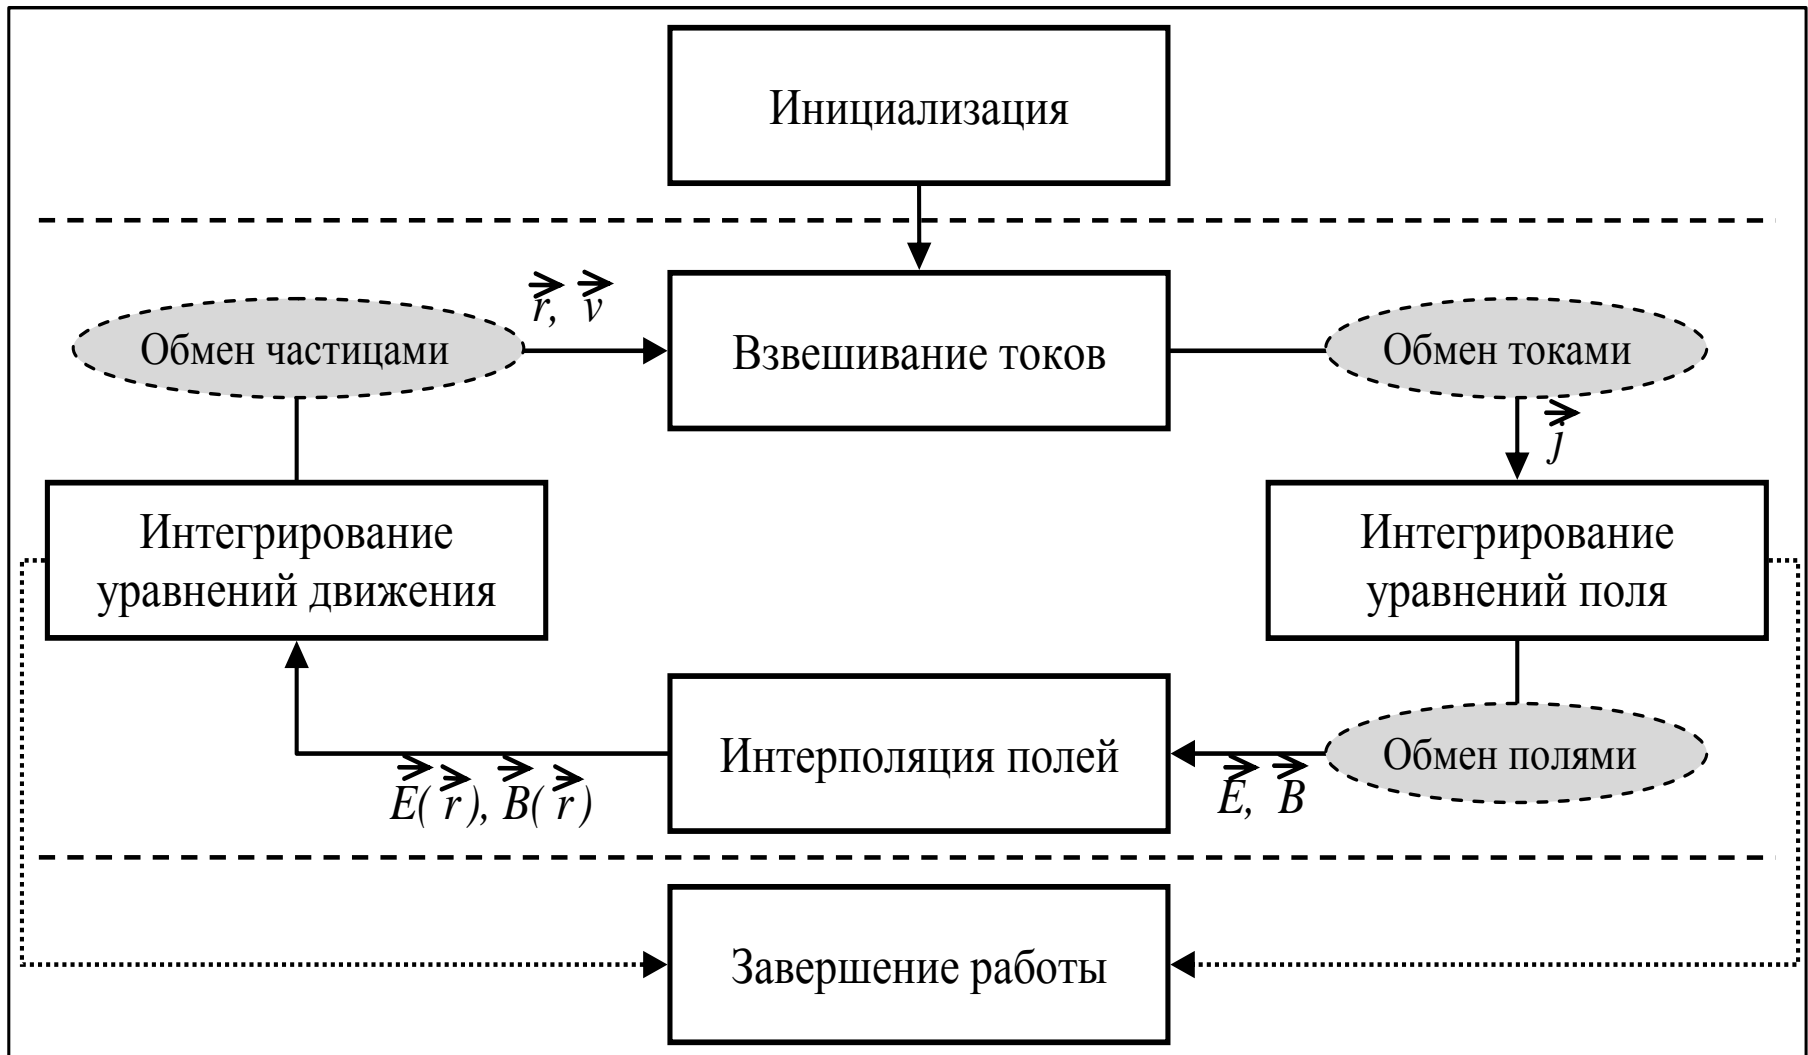 Инициализация
r⃗, v⃗
Обмен частицами
Взвешивание токов
Обмен токами
j⃗
Интегрирование
уравнений движения
Интегрирование
уравнений поля
Интерполяция полей
Обмен полями
E⃗(r⃗), B⃗(r⃗)
E⃗, B⃗
Завершение работы